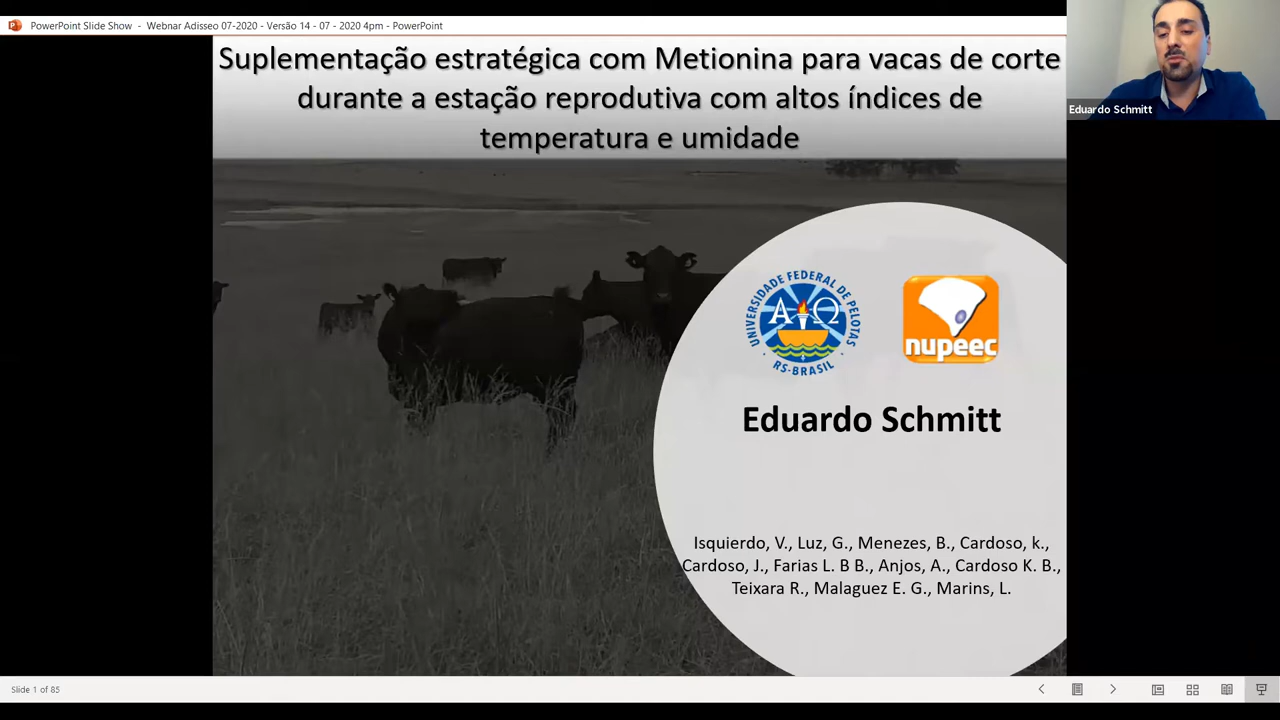 PowerPoint Slide Show - Webnar Adisseo 07-2020 - Versão 14 - 07 - 2020 4pm - PowerPoint
Eduardo Schmitt
Suplementação estratégica com Metionina para vacas de corte
durante a estação reprodutiva com altos índices de
temperatura e umidade
UNIVERSIDADE FEDERAL DE PELOTAS
Α Ω
RS-BRASIL
nupeec
Eduardo Schmitt
Isquierdo, V., Luz, G., Menezes, B., Cardoso, k.,
Cardoso, J., Farias L. B B., Anjos, A., Cardoso K. B.,
Teixara R., Malaguez E. G., Marins, L.
Slide 1 of 85